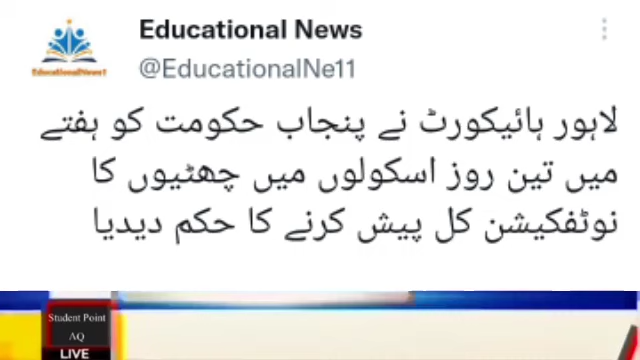 Educational News
@EducationalNe11
EducationalNews1
لاہور ہائیکورٹ نے پنجاب حکومت کو ہفتے
میں تین روز اسکولوں میں چھٹیوں کا
نوٹفکیشن کل پیش کرنے کا حکم دیدیا
Student Point
AQ
LIVE